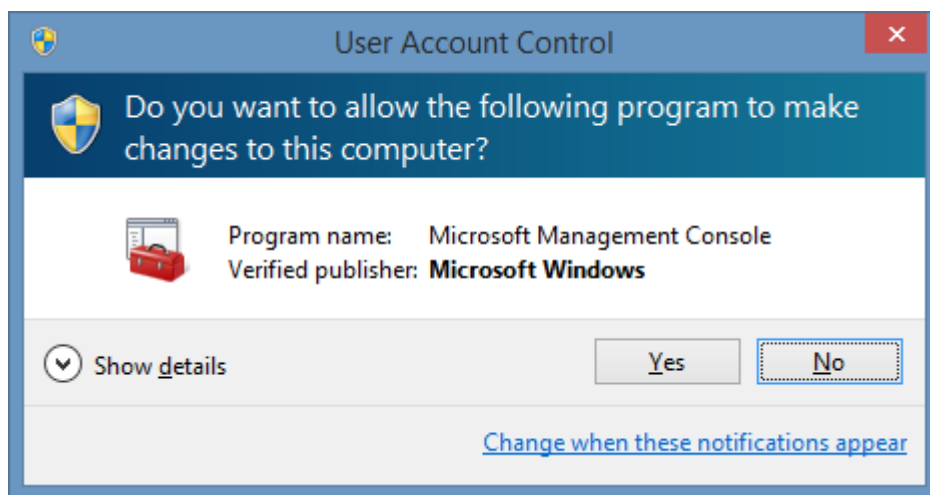 User Account Control
Do you want to allow the following program to make
changes to this computer?
Program name: Microsoft Management Console
Verified publisher: Microsoft Windows
Show details
Yes
No
Change when these notifications appear